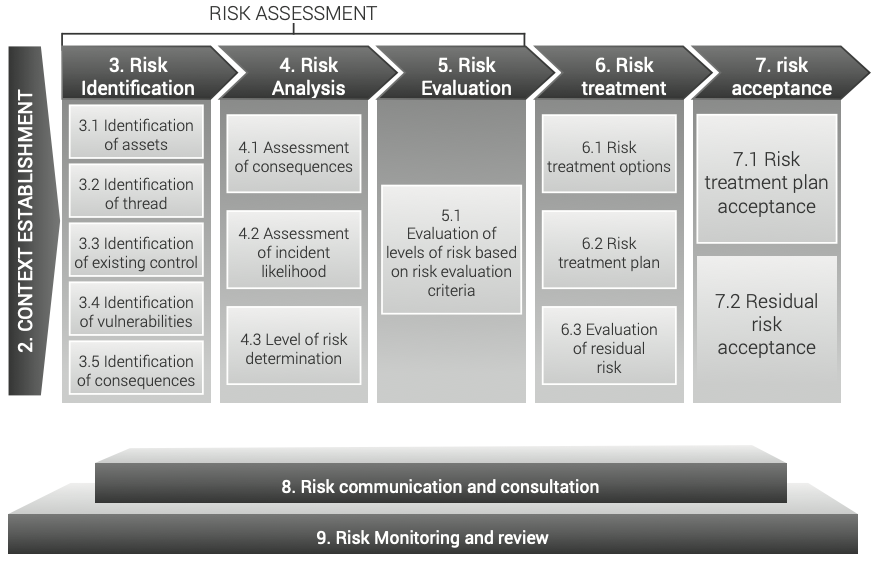 RISK ASSESSMENT
2. CONTEXT ESTABLISHMENT
3. Risk
Identification
3.1 Identification
of assets
3.2 Identification
of thread
3.3 Identification
of existing control
3.4 Identification
of vulnerabilities
3.5 Identification
of consequences
4. Risk
Analysis
4.1 Assessment
of consequences
4.2 Assessment
of incident
likelihood
4.3 Level of risk
determination
5. Risk
Evaluation
5.1
Evaluation of
levels of risk based
on risk evaluation
criteria
6. Risk
treatment
6.1 Risk
treatment options
6.2 Risk
treatment plan
6.3 Evaluation
of residual
risk
7. risk
acceptance
7.1 Risk
treatment plan
acceptance
7.2 Residual
risk
acceptance
8. Risk communication and consultation
9. Risk Monitoring and review